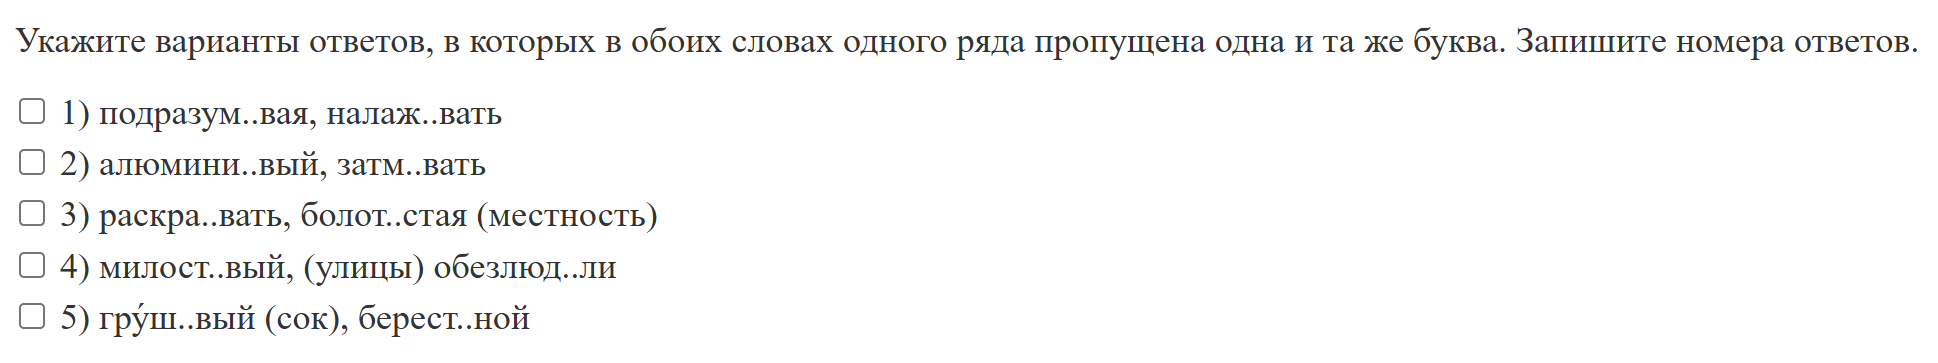 Укажите варианты ответов, в которых в обоих словах одного ряда пропущена одна и та же буква. Запишите номера ответов.
1) подразум..вая, налаж..вать
2) алюмини..вый, затм..вать
3) раскра..вать, болот..стая (местность)
4) милост..вый, (улицы) обезлюд..ли
5) гру́ш..вый (сок), берест..ной